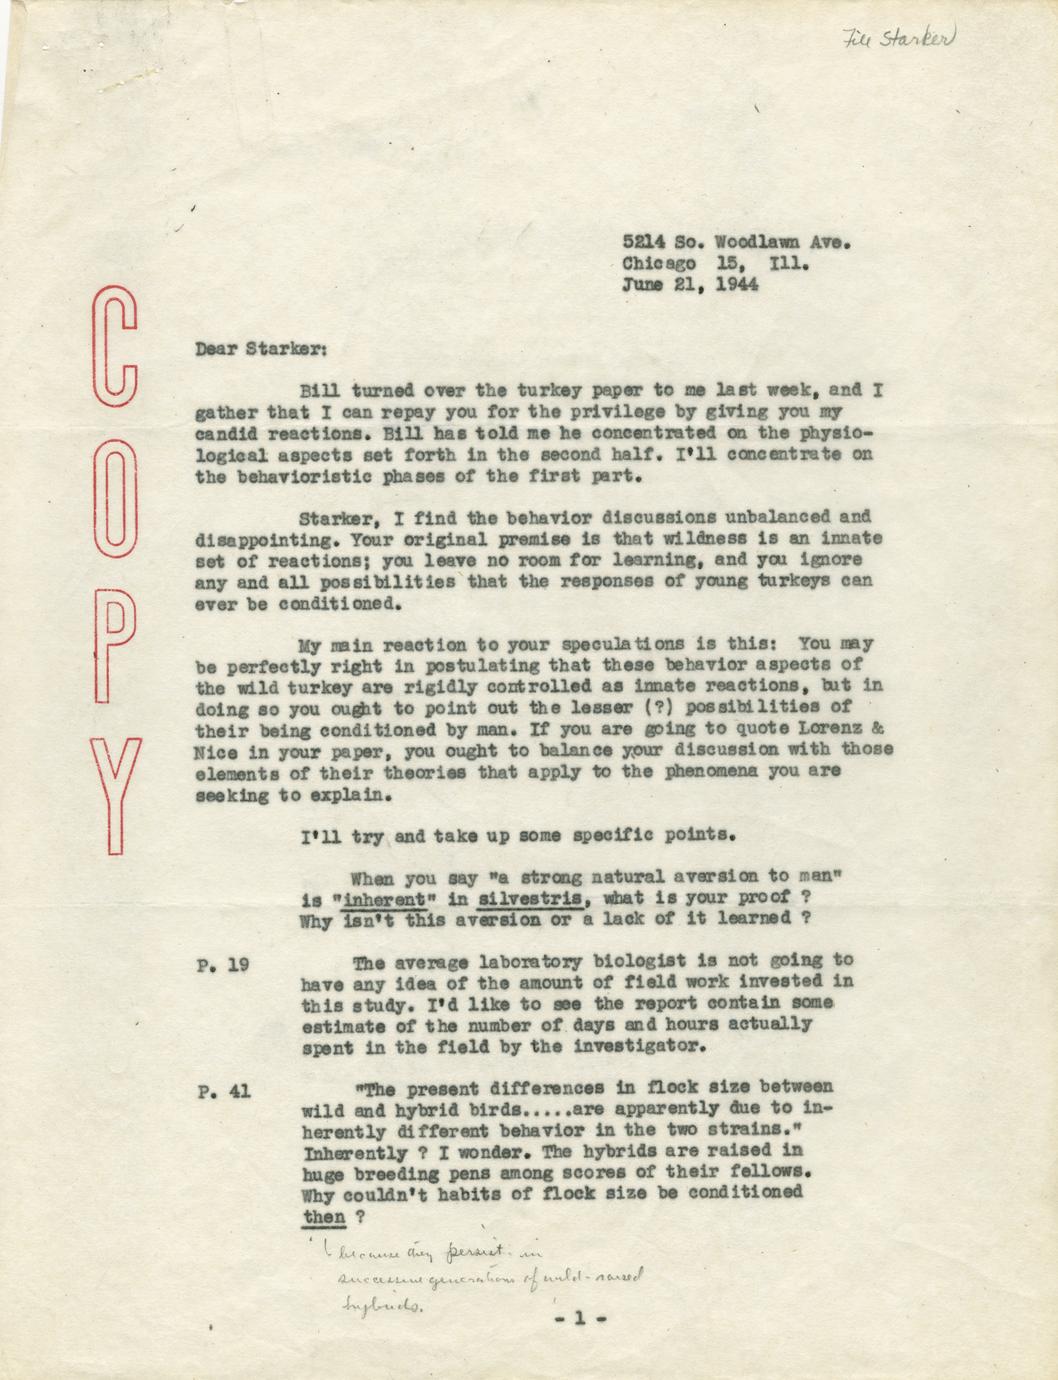 File Starker
5214 So. Woodlawn Ave.
Chicago 15, Ill.
June 21, 1944
COPY
Dear Starker:
Bill turned over the turkey paper to me last week, and I
gather that I can repay you for the privilege by giving you my
candid reactions. Bill has told me he concentrated on the physio-
logical aspects set forth in the second half. I'll concentrate on
the behavioristic phases of the first part.
Starker, I find the behavior discussions unbalanced and
disappointing. Your original premise is that wildness is an innate
set of reactions; you leave no room for learning, and you ignore
any and all possibilities that the responses of young turkeys can
ever be conditioned.
My main reaction to your speculations is this: You may
be perfectly right in postulating that these behavior aspects of
the wild turkey are rigidly controlled as innate reactions, but in
doing so you ought to point out the lesser (?) possibilities of
their being conditioned by man. If you are going to quote Lorenz &
Nice in your paper, you ought to balance your discussion with those
elements of their theories that apply to the phenomena you are
seeking to explain.
I'll try and take up some specific points.
When you say "a strong natural aversion to man"
is "inherent" in silvestris, what is your proof ?
Why isn't this aversion or a lack of it learned ?
P. 19 The average laboratory biologist is not going to
have any idea of the amount of field work invested in
this study. I'd like to see the report contain some
estimate of the number of days and hours actually
spent in the field by the investigator.
P. 41 "The present differences in flock size between
wild and hybrid birds.....are apparently due to in-
herently different behavior in the two strains."
Inherently ? I wonder. The hybrids are raised in
huge breeding pens among scores of their fellows.
Why couldn't habits of flock size be conditioned
then ?
because they persist in
successive generations of wild-raised
hybrids.
- 1 -